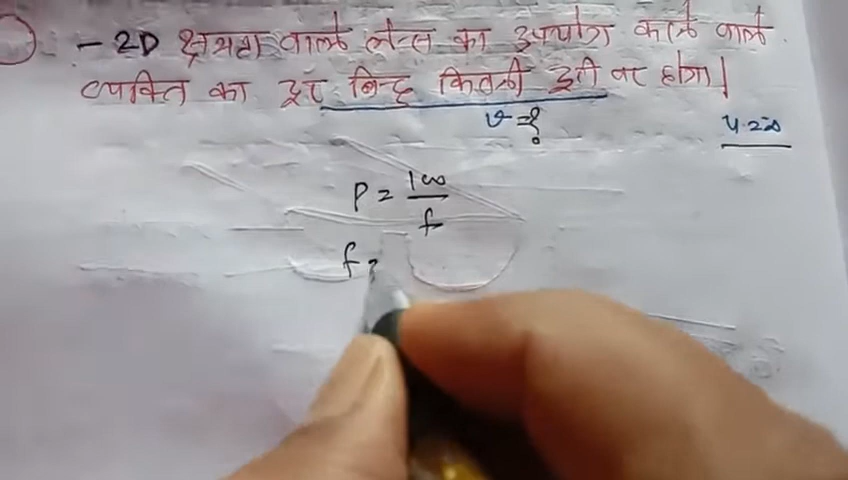 - 2D क्षमता वाले लेन्स का उपयोग करने वाले
व्यक्ति का दूर बिन्दु कितनी दूरी पर होगा।
v = ?
u = ∞
P = 100/f
f =